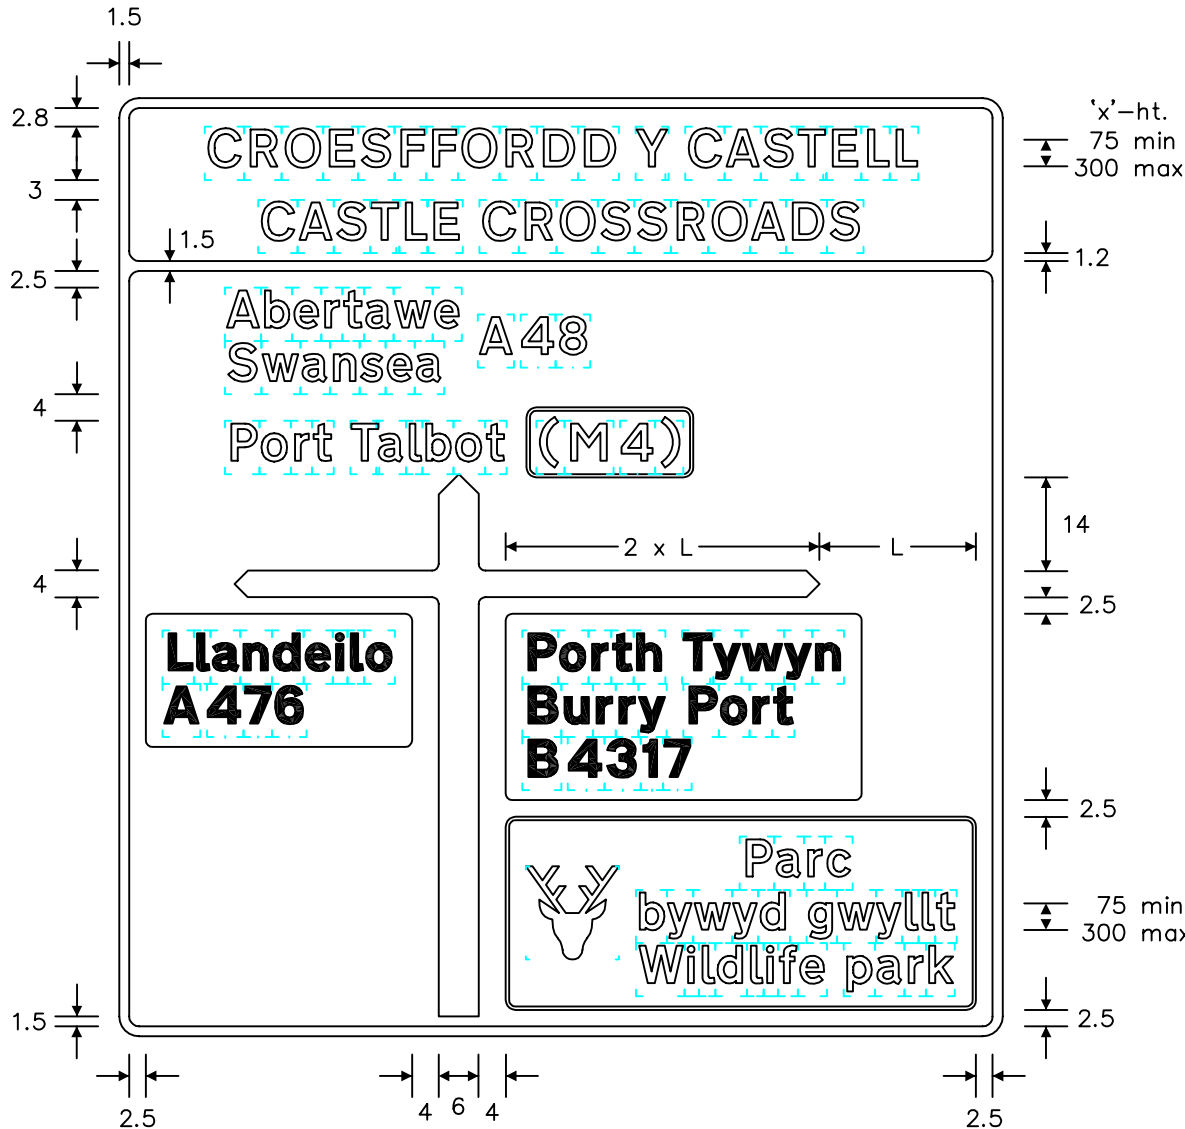 1.5
2.8
'x'-ht.
75 min
300 max
CROESFFORDD Y CASTELL
3
CASTLE CROSSROADS
1.5
1.2
2.5
Abertawe
A48
Swansea
4
Port Talbot (M4)
14
2 x L
L
4
2.5
Llandeilo
A476
Porth Tywyn
Burry Port
B4317
2.5
Parc
bywyd gwyllt
Wildlife park
75 min
300 max
1.5
2.5
2.5
4
6
4
2.5